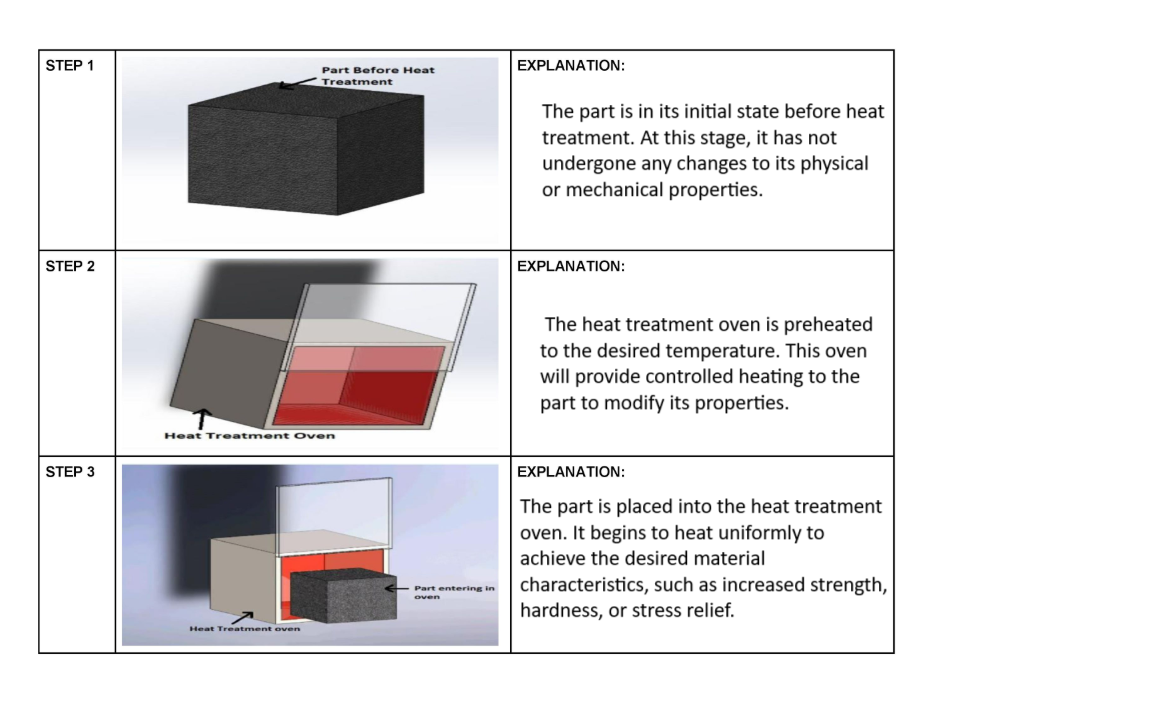 STEP 1
Part Before Heat
Treatment
EXPLANATION:
The part is in its initial state before heat
treatment. At this stage, it has not
undergone any changes to its physical
or mechanical properties.
STEP 2
Heat Treatment Oven
EXPLANATION:
The heat treatment oven is preheated
to the desired temperature. This oven
will provide controlled heating to the
part to modify its properties.
STEP 3
Part entering in
oven
Heat Treatment oven
EXPLANATION:
The part is placed into the heat treatment
oven. It begins to heat uniformly to
achieve the desired material
characteristics, such as increased strength,
hardness, or stress relief.